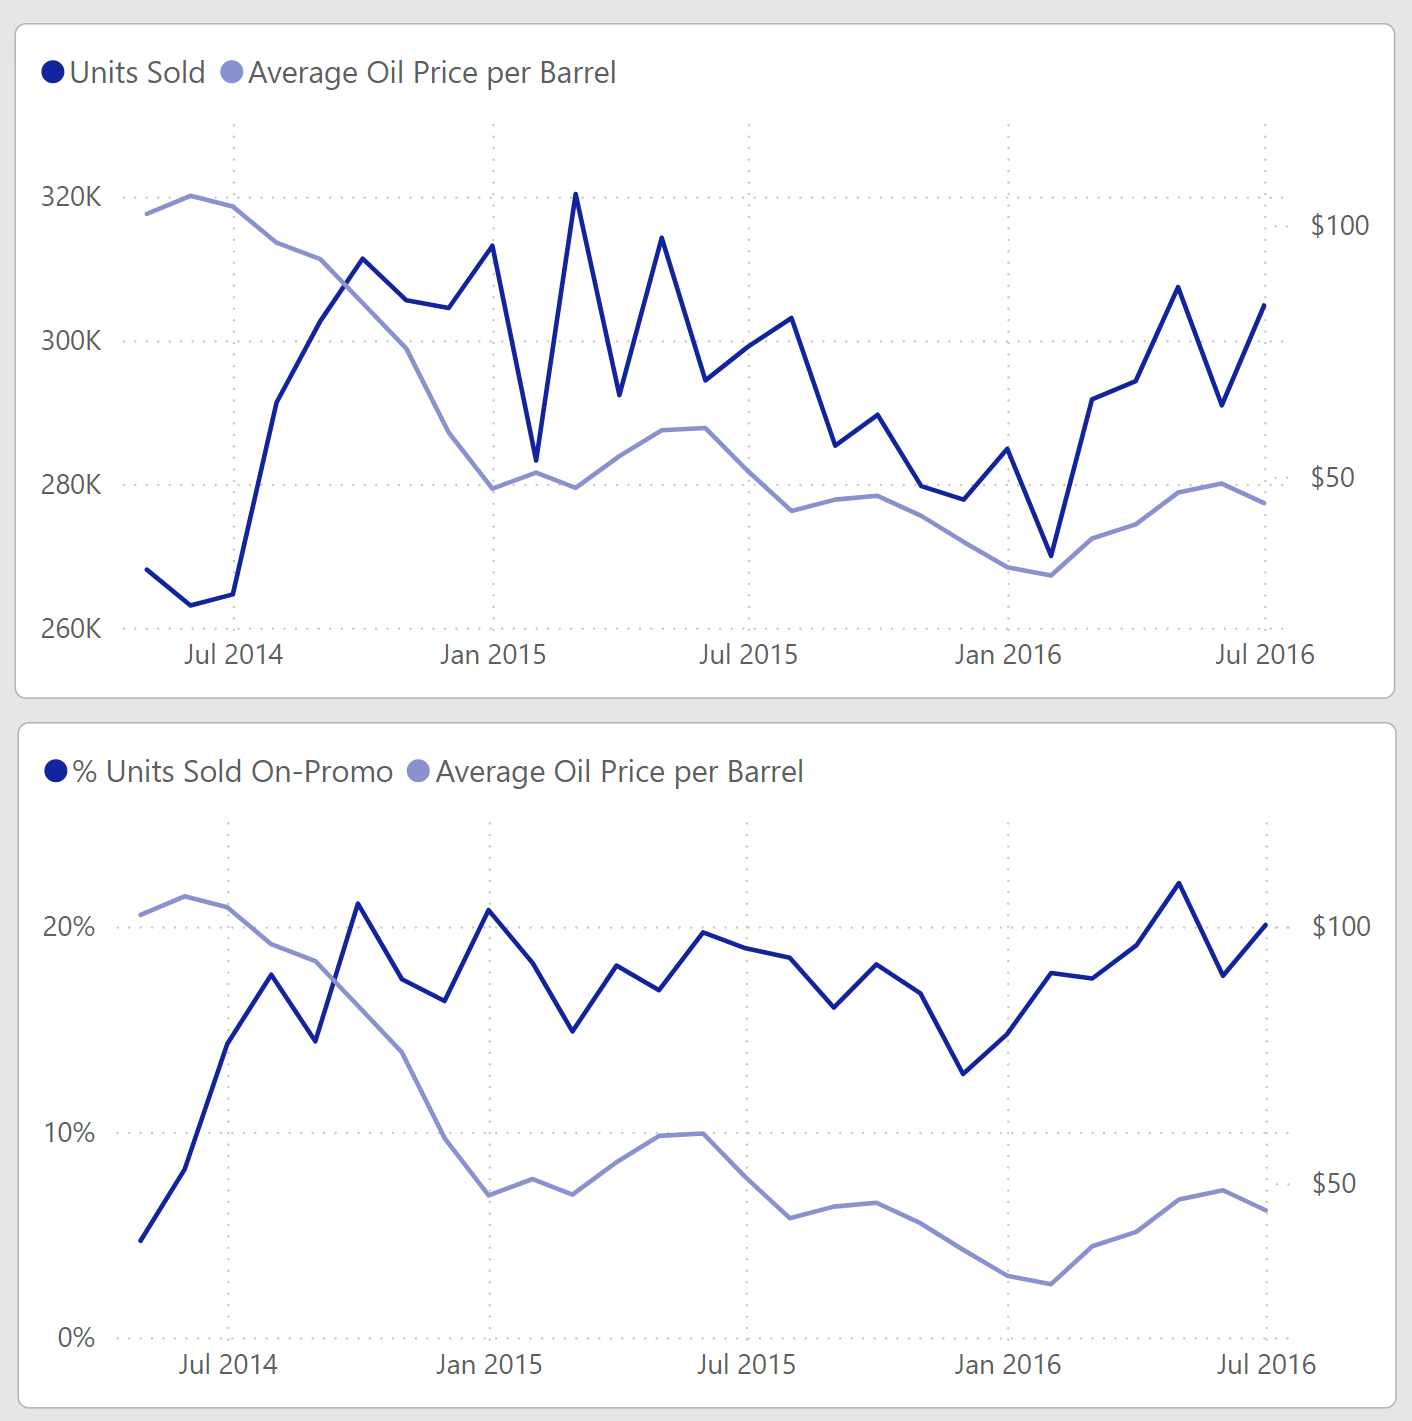 Units Sold Average Oil Price per Barrel
320K
$100
300K
280K
$50
260K
Jul 2014 Jan 2015 Jul 2015 Jan 2016 Jul 2016
% Units Sold On-Promo Average Oil Price per Barrel
20% $100
10%
$50
0%
Jul 2014 Jan 2015 Jul 2015 Jan 2016 Jul 2016